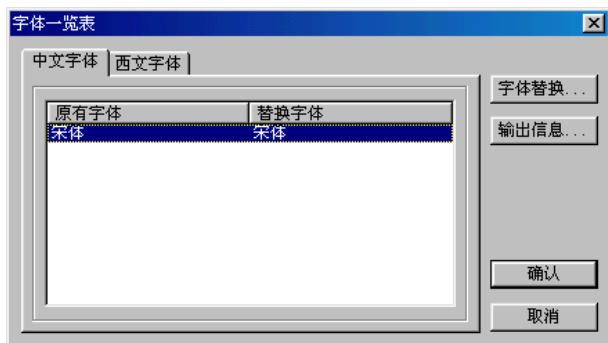 字体一览表
中文字体 西文字体
字体替换...
原有字体 替换字体
宋体 宋体
输出信息...
确认
取消